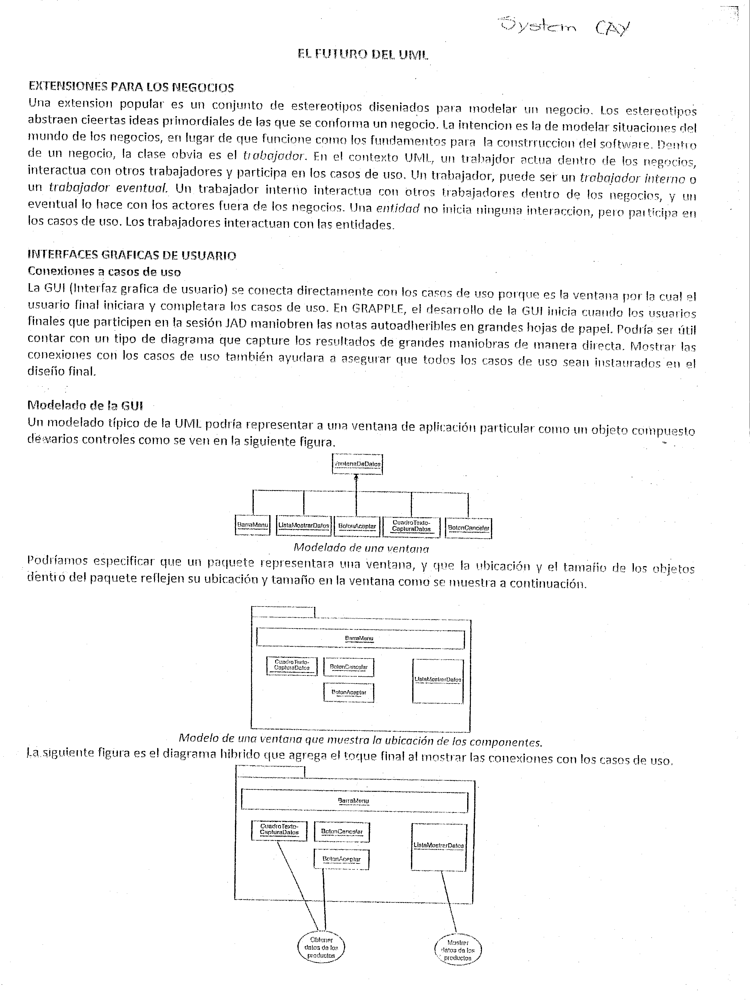 System CAY
EL FUTURO DEL UML
EXTENSIONES PARA LOS NEGOCIOS
Una extension popular es un conjunto de estereotipos diseniados para modelar un negocio. Los estereotipos
abstraen cieertas ideas primordiales de las que se conforma un negocio. La intencion es la de modelar situaciones del
mundo de los negocios, en lugar de que funcione como los fundamentos para la constrruccion del software. Dentro
de un negocio, la clase obvia es el trabajador. En el contexto UML, un trabajdor actua dentro de los negocios,
interactua con otros trabajadores y participa en los casos de uso. Un trabajador, puede ser un trabajador interno o
un trabajador eventual. Un trabajador interno interactua con otros trabajadores dentro de los negocios, y un
eventual lo hace con los actores fuera de los negocios. Una entidad no inicia ninguna interaccion, pero participa en
los casos de uso. Los trabajadores interactuan con las entidades.
INTERFACES GRAFICAS DE USUARIO
Conexiones a casos de uso
La GUI (Interfaz grafica de usuario) se conecta directamente con los casos de uso porque es la ventana por la cual el
usuario final iniciara y completara los casos de uso. En GRAPPLE, el desarrollo de la GUI inicia cuando los usuarios
finales que participen en la sesión JAD maniobren las notas autoadheribles en grandes hojas de papel. Podría ser útil
contar con un tipo de diagrama que capture los resultados de grandes maniobras de manera directa. Mostrar las
conexiones con los casos de uso también ayudara a asegurar que todos los casos de uso sean instaurados en el
diseño final.
Modelado de la GUI
Un modelado típico de la UML podría representar a una ventana de aplicación particular como un objeto compuesto
de varios controles como se ven en la siguiente figura.
VentanaDeDatos
BarraMenu ListaMostrarDatos BotonAceptar CuadroTexto-
CapturaDatos BotonCancelar
Modelado de una ventana
Podríamos especificar que un paquete representara una ventana, y que la ubicación y el tamaño de los objetos
dentro del paquete reflejen su ubicación y tamaño en la ventana como se muestra a continuación.
BarraMenu
CuadroTexto-
CapturaDatos BotonCancelar
ListaMostrarDatos
BotonAceptar
Modelo de una ventana que muestra la ubicación de los componentes.
La siguiente figura es el diagrama hibrido que agrega el toque final al mostrar las conexiones con los casos de uso.
BarraMenu
CuadroTexto-
CapturaDatos BotonCancelar
ListaMostrarDatos
BotonAceptar
Obtener
datos de los
productos
Mostrar
datos de los
productos